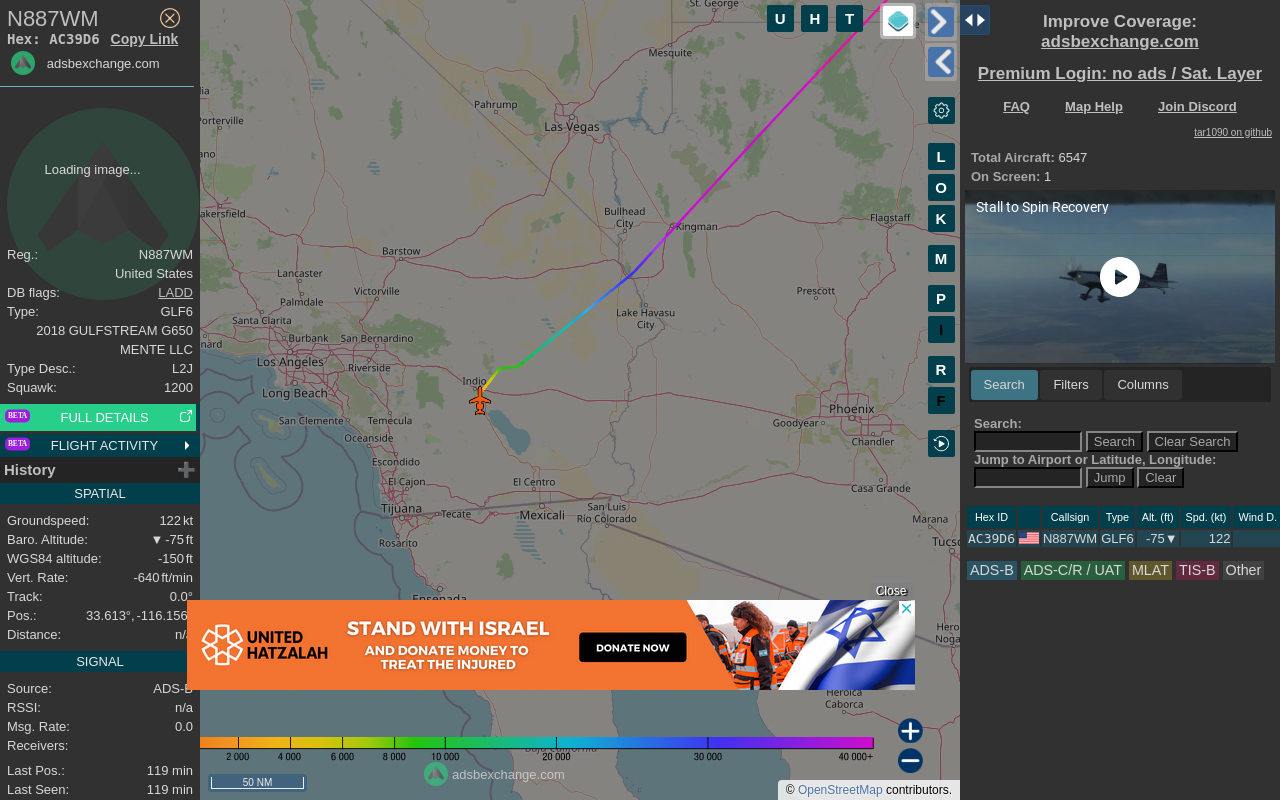 N887WM
Hex: AC39D6 Copy Link
adsbexchange.com
Loading image...
Reg.: N887WM
United States
DB flags: LADD
Type: GLF6
2018 GULFSTREAM G650
MENTE LLC
Type Desc.: L2J
Squawk: 1200
BETA FULL DETAILS
BETA FLIGHT ACTIVITY
History
SPATIAL
Groundspeed: 122 kt
Baro. Altitude: ▼ -75 ft
WGS84 altitude: -150 ft
Vert. Rate: -640 ft/min
Track: 0.0°
Pos.: 33.613°, -116.156
Distance: n/
SIGNAL
Source: ADS-B
RSSI: n/a
Msg. Rate: 0.0
Receivers:
Last Pos.: 119 min
Last Seen: 119 min
U H T
L
O
K
M
P
I
R
F
St. George
Mesquite
Pahrump
Las Vegas
lia
Porterville
ano
akersfield
Bullhead
City
Kingman
Flagstaff
Barstow
Lancaster
Victorville
Palmdale
Prescott
Santa Clarita
Lake Havasu
City
nard
Burbank
San Bernardino
Los Angeles
Riverside
Indio
Long Beach
San Clemente
Temecula
Phoenix
Goodyear
Chandler
Oceanside
Escondido
El Cajon
El Centro
Casa Grande
Tijuana
Tecate
Mexicali
San Luis
Río Colorado
Marana
Tucso
Rosarito
Ensenada
Hero
Noga
Heroica
Caborca
Baja California
Close
UNITED
HATZALAH
STAND WITH ISRAEL
AND DONATE MONEY TO
TREAT THE INJURED
DONATE NOW
2 000 4 000 6 000 8 000 10 000 20 000 30 000 40 000+
adsbexchange.com
50 NM
© OpenStreetMap contributors.
Improve Coverage:
adsbexchange.com
Premium Login: no ads / Sat. Layer
FAQ Map Help Join Discord
tar1090 on github
Total Aircraft: 6547
On Screen: 1
Stall to Spin Recovery
Search Filters Columns
Search:
Search Clear Search
Jump to Airport or Latitude, Longitude:
Jump Clear
Hex ID Callsign Type Alt. (ft) Spd. (kt) Wind D.
AC39D6 N887WM GLF6 -75▼ 122
ADS-B ADS-C/R / UAT MLAT TIS-B Other